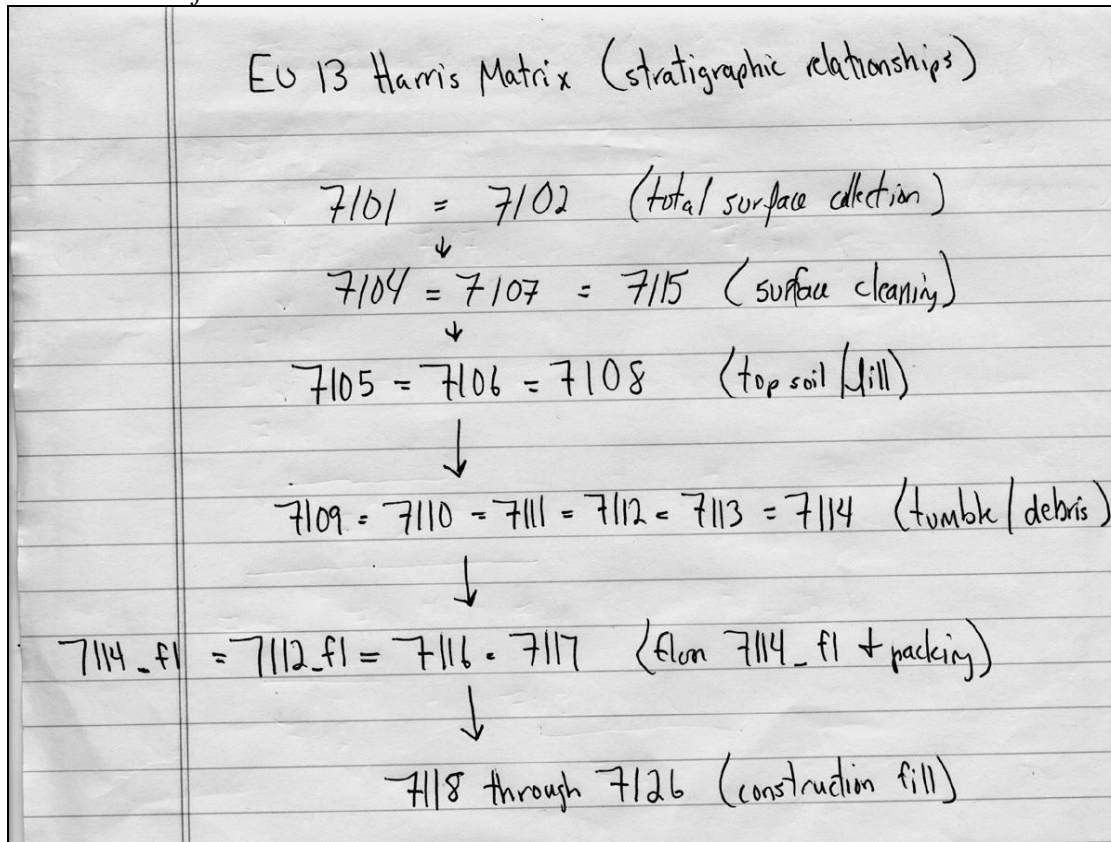 EU 13 Harris Matrix (stratigraphic relationships)
7101 = 7102 (total surface collection)
↓
7104 = 7107 = 7115 (surface cleaning)
↓
7105 = 7106 = 7108 (top soil/fill)
↓
7109 = 7110 = 7111 = 7112 = 7113 = 7114 (tumble/debris)
↓
7114_f1 = 7112_f1 = 7116 = 7117 (floor 7114_f1 + packing)
↓
7118 through 7126 (construction fill)